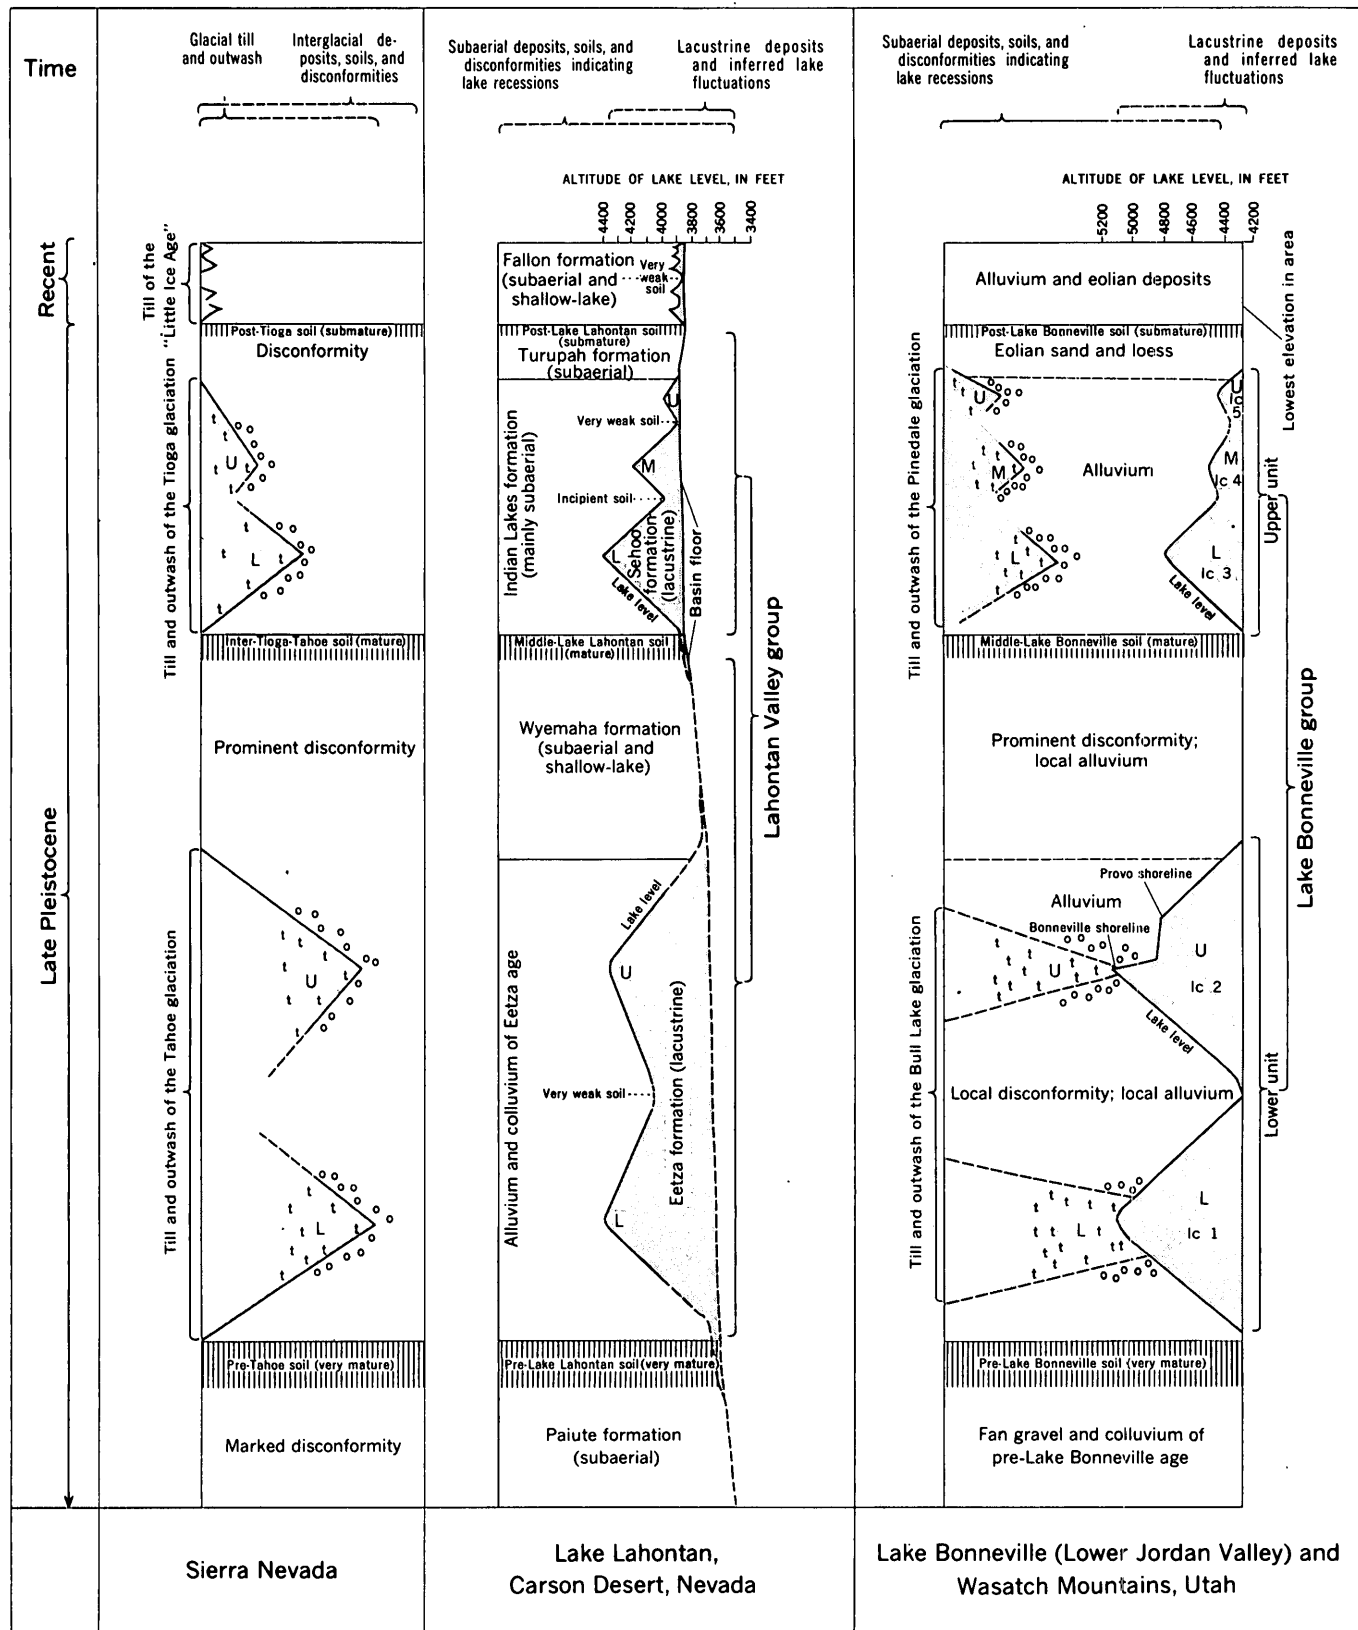 Time
Glacial till
and outwash
Interglacial de-
posits, soils, and
disconformities
Subaerial deposits, soils, and
disconformities indicating
lake recessions
Lacustrine deposits
and inferred lake
fluctuations
Subaerial deposits, soils, and
disconformities indicating
lake recessions
Lacustrine deposits
and inferred lake
fluctuations
ALTITUDE OF LAKE LEVEL, IN FEET
4400
4200
4000
3800
3600
3400
ALTITUDE OF LAKE LEVEL, IN FEET
5200
5000
4800
4400
4200
Recent
Late Pleistocene
Till of the
"Little Ice Age"
Post-Tioga soil (submature)
Disconformity
Till and outwash of the Tioga glaciation
U
L
Inter-Tioga-Tahoe soil (mature)
Prominent disconformity
Till and outwash of the Tahoe glaciation
U
L
Pre-Tahoe soil (very mature)
Marked disconformity
Sierra Nevada
Fallon formation
(subaerial and
shallow-lake)
Very
weak
soil
Post-Lake Lahontan soil
(submature)
Turupah formation
(subaerial)
U
Very weak soil
M
Incipient soil
L
Indian Lakes formation
(mainly subaerial)
Sehoo
formation
(lacustrine)
Lake level
Basin floor
Middle-Lake Lahontan soil
(mature)
Wyemaha formation
(subaerial and
shallow-lake)
Lahontan Valley group
Lake level
U
Very weak soil
L
Alluvium and colluvium of Eetza age
Eetza formation (lacustrine)
Pre-Lake Lahontan soil (very mature)
Paiute formation
(subaerial)
Lake Lahontan,
Carson Desert, Nevada
Alluvium and eolian deposits
Lowest elevation in area
Post-Lake Bonneville soil (submature)
Eolian sand and loess
Till and outwash of the Pinedale glaciation
U
M
L
Alluvium
U
lc
5
M
lc 4
L
lc 3
Lake level
Upper unit
Middle-Lake Bonneville soil (mature)
Prominent disconformity;
local alluvium
Lake Bonneville group
Provo shoreline
Alluvium
Bonneville shoreline
U
U
lc 2
Lake level
Till and outwash of the Bull Lake glaciation
Local disconformity; local alluvium
Lower unit
L
L
lc 1
Pre-Lake Bonneville soil (very mature)
Fan gravel and colluvium of
pre-Lake Bonneville age
Lake Bonneville (Lower Jordan Valley) and
Wasatch Mountains, Utah